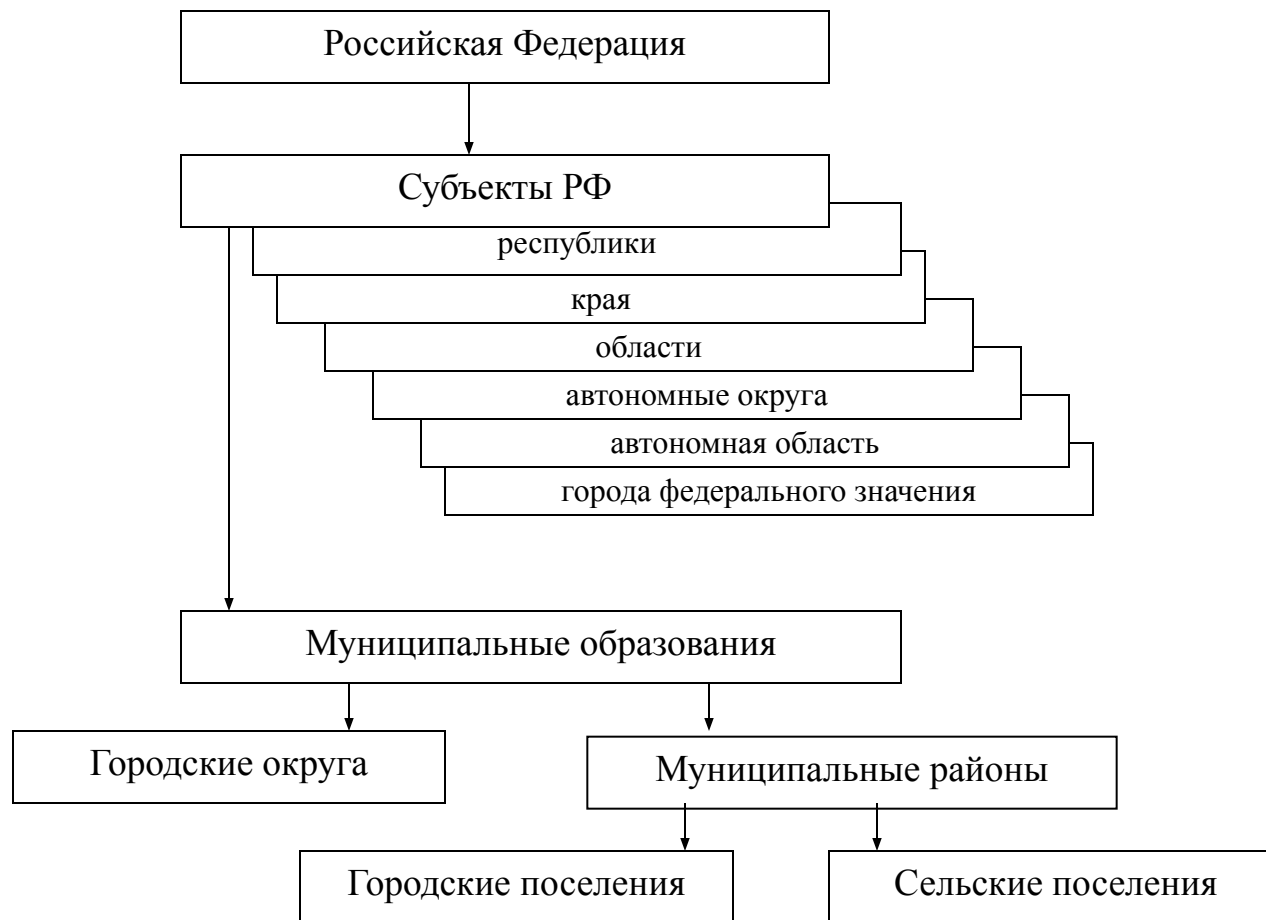 Российская Федерация
Субъекты РФ
республики
края
области
автономные округа
автономная область
города федерального значения
Муниципальные образования
Городские округа
Муниципальные районы
Городские поселения
Сельские поселения